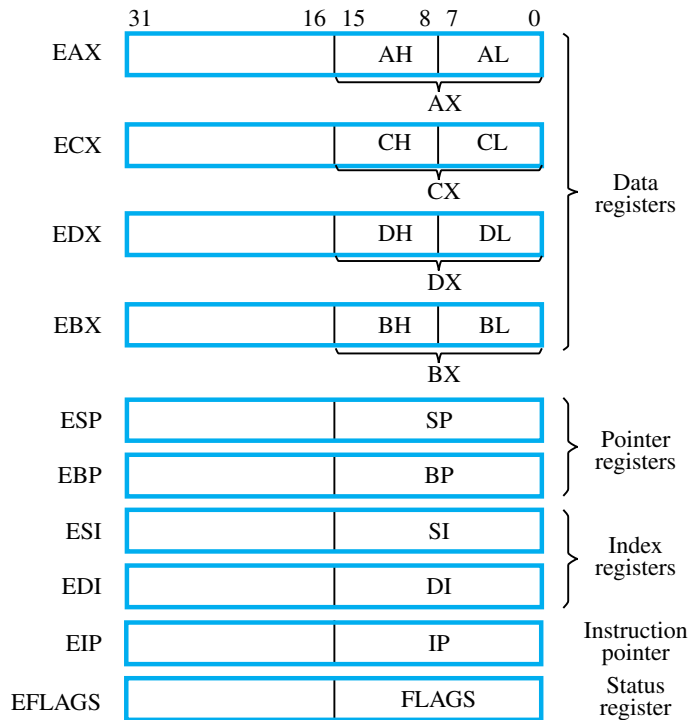 31 16 15 8 7 0
EAX AH AL
AX
ECX CH CL
CX
Data
registers
EDX DH DL
DX
EBX BH BL
BX
ESP SP
EBP BP
Pointer
registers
ESI SI
EDI DI
Index
registers
EIP IP
Instruction
pointer
EFLAGS FLAGS
Status
register